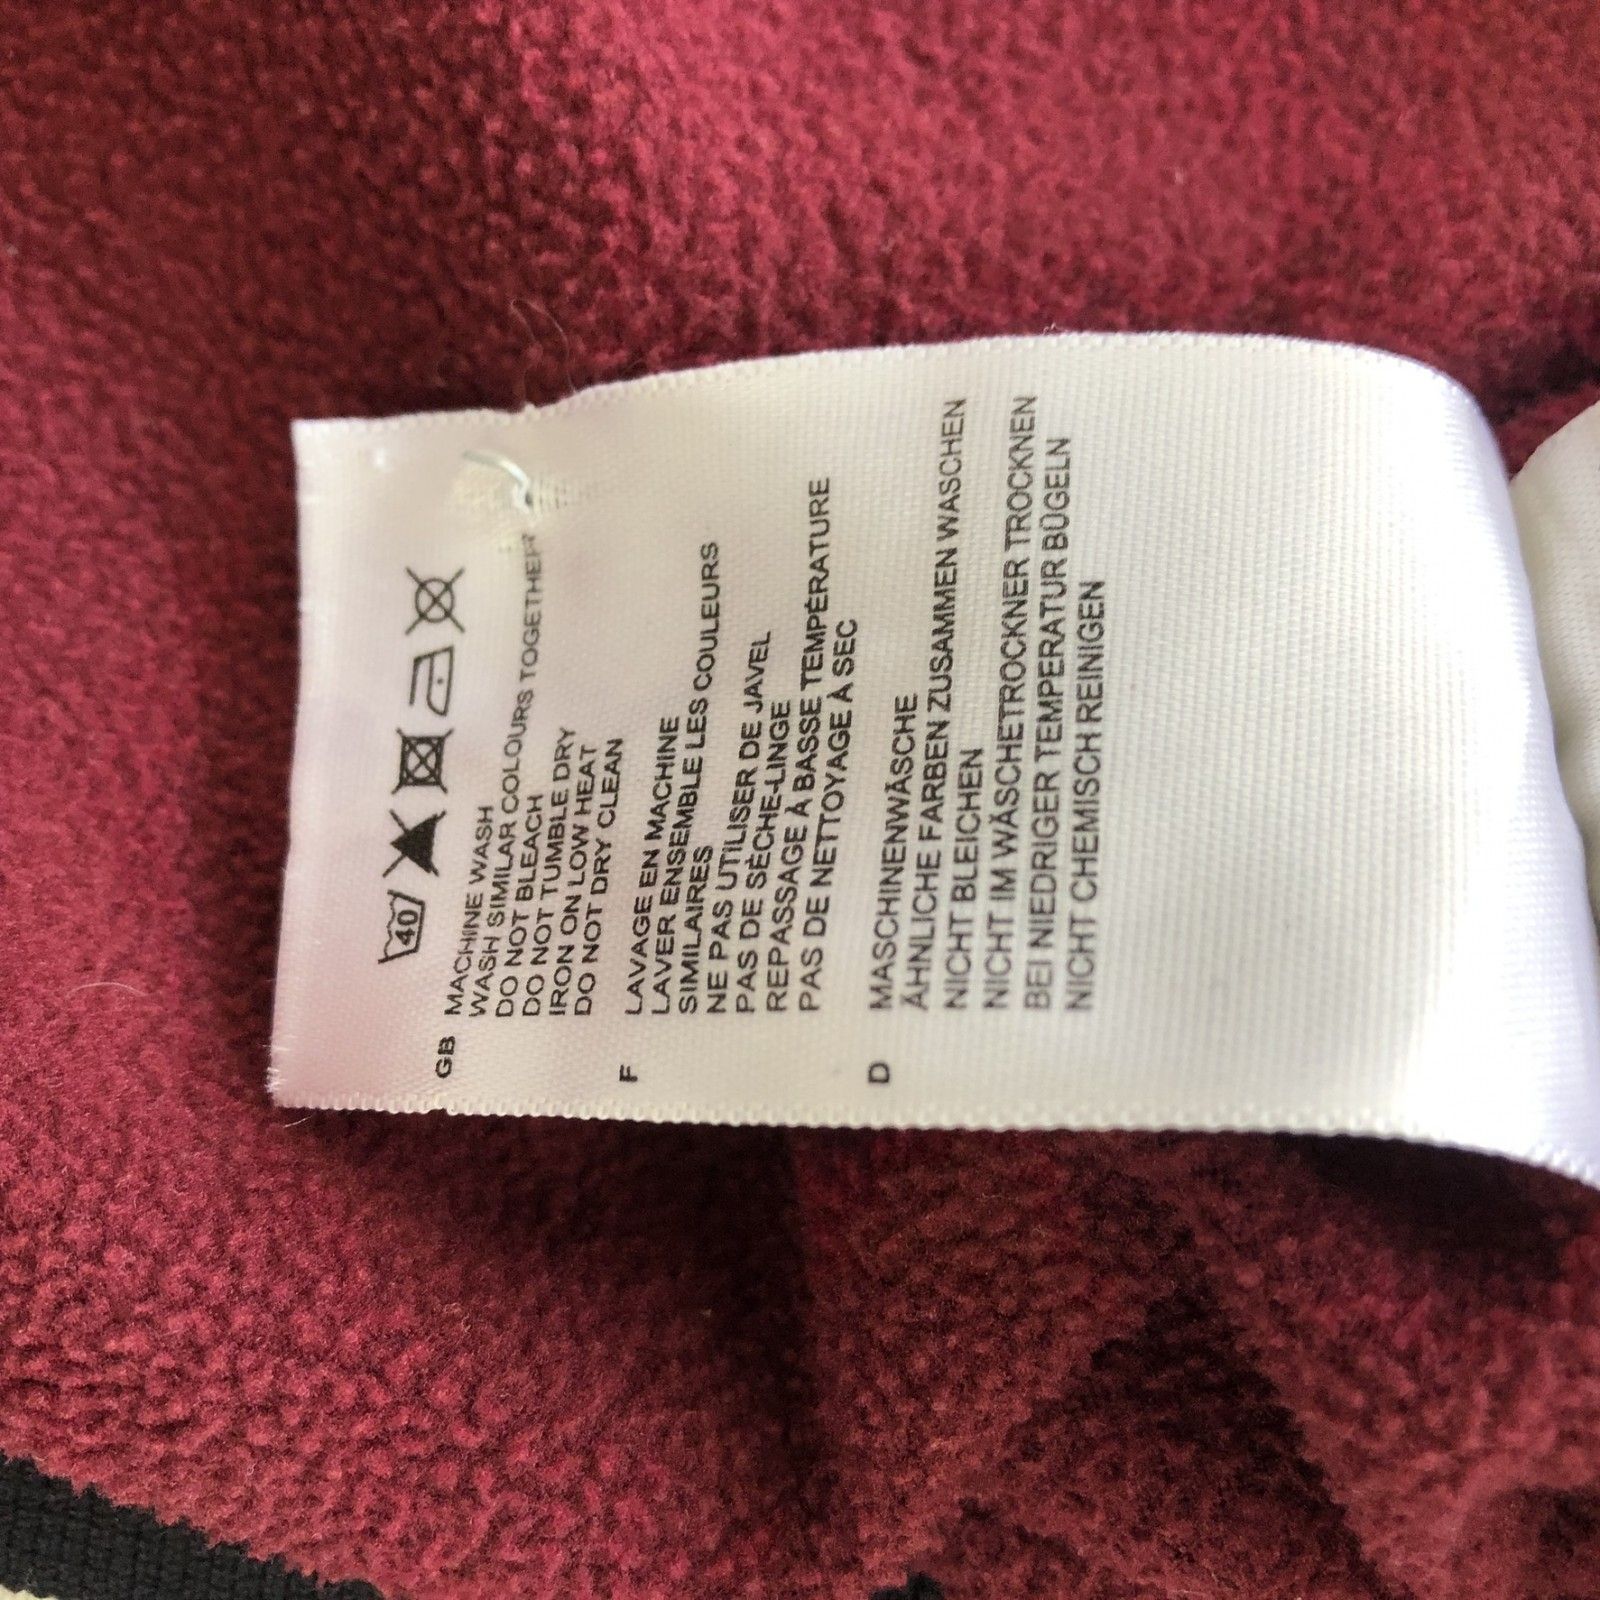 40
GB MACHINE WASH
WASH SIMILAR COLOURS TOGETHER
DO NOT BLEACH
DO NOT TUMBLE DRY
IRON ON LOW HEAT
DO NOT DRY CLEAN
F LAVAGE EN MACHINE
LAVER ENSEMBLE LES COULEURS
SIMILAIRES
NE PAS UTILISER DE JAVEL
PAS DE SÈCHE-LINGE
REPASSAGE À BASSE TEMPÉRATURE
PAS DE NETTOYAGE À SEC
D MASCHINENWÄSCHE
ÄHNLICHE FARBEN ZUSAMMEN WASCHEN
NICHT BLEICHEN
NICHT IM WÄSCHETROCKNER TROCKNEN
BEI NIEDRIGER TEMPERATUR BÜGELN
NICHT CHEMISCH REINIGEN